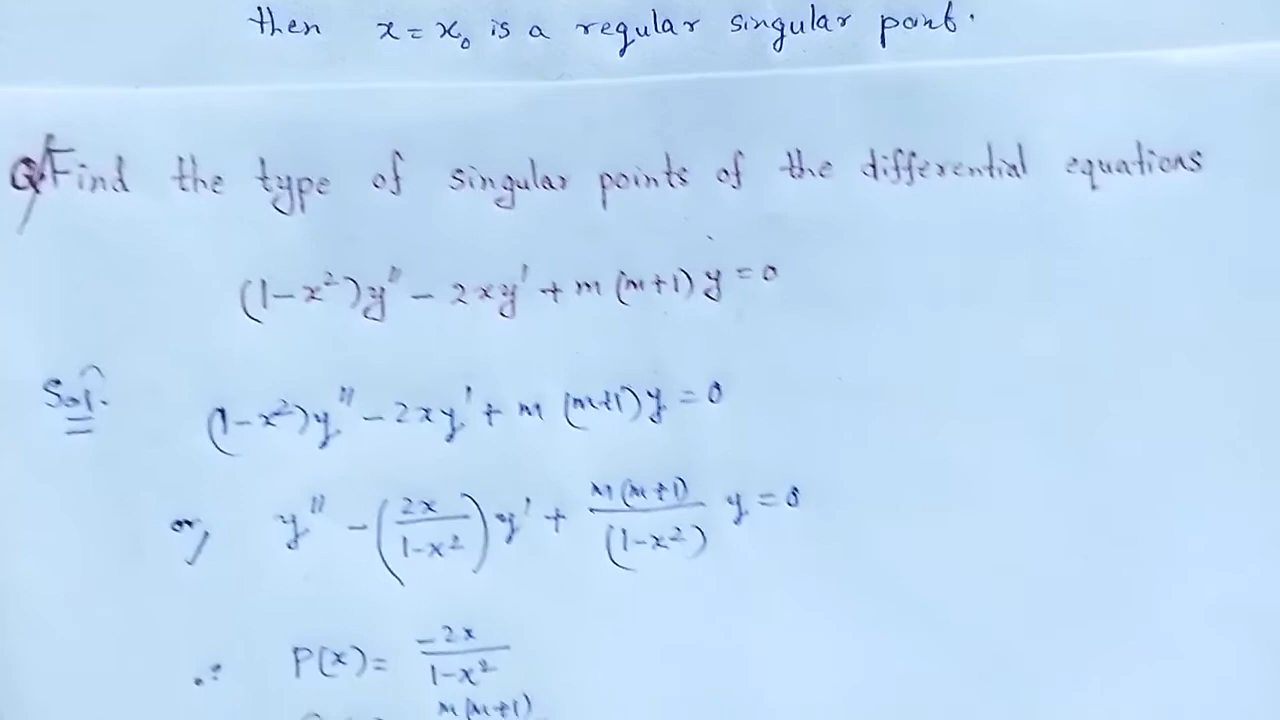 then x = x₀ is a regular singular point.
Q/ Find the type of singular points of the differential equations
(1-x²)y'' - 2xy' + m(m+1)y = 0
Sol.
(1-x²)y'' - 2xy' + m(m+1)y = 0
or, y'' - (2x/(1-x²))y' + m(m+1)/(1-x²) y = 0
∴ P(x) = -2x/(1-x²)
m(m+1)